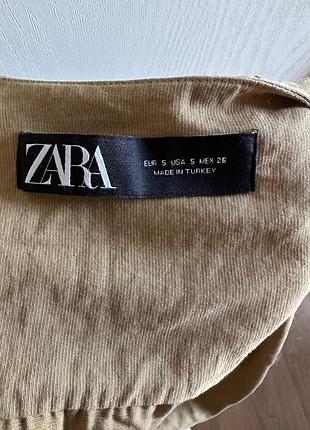 ZARA
EUR S USA S MEX 26
MADE IN TURKEY